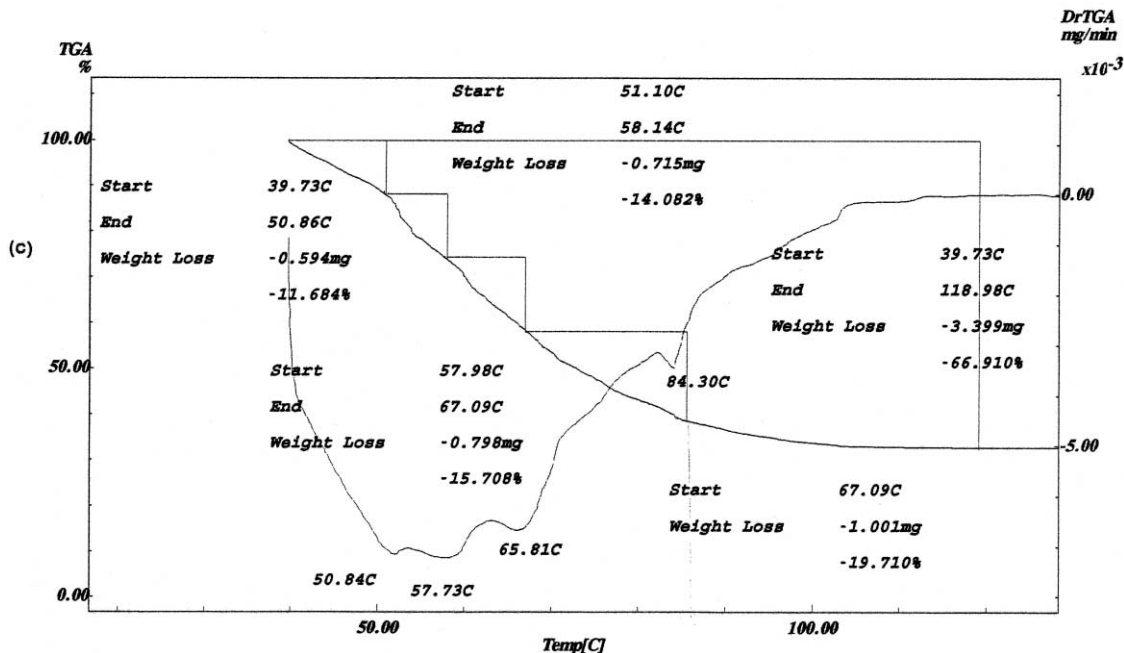 DrTGA
mg/min
TGA
%
x10-3
Start 51.10C
End 58.14C
100.00
Weight Loss -0.715mg
-14.082%
Start 39.73C
0.00
End 50.86C
(c)
Weight Loss -0.594mg
-11.684%
Start 39.73C
End 118.98C
Weight Loss -3.399mg
-66.910%
50.00
Start 57.98C
84.30C
End 67.09C
Weight Loss -0.798mg
-15.708%
-5.00
Start 67.09C
Weight Loss -1.001mg
-19.710%
65.81C
50.84C
57.73C
0.00
50.00
100.00
Temp[C]